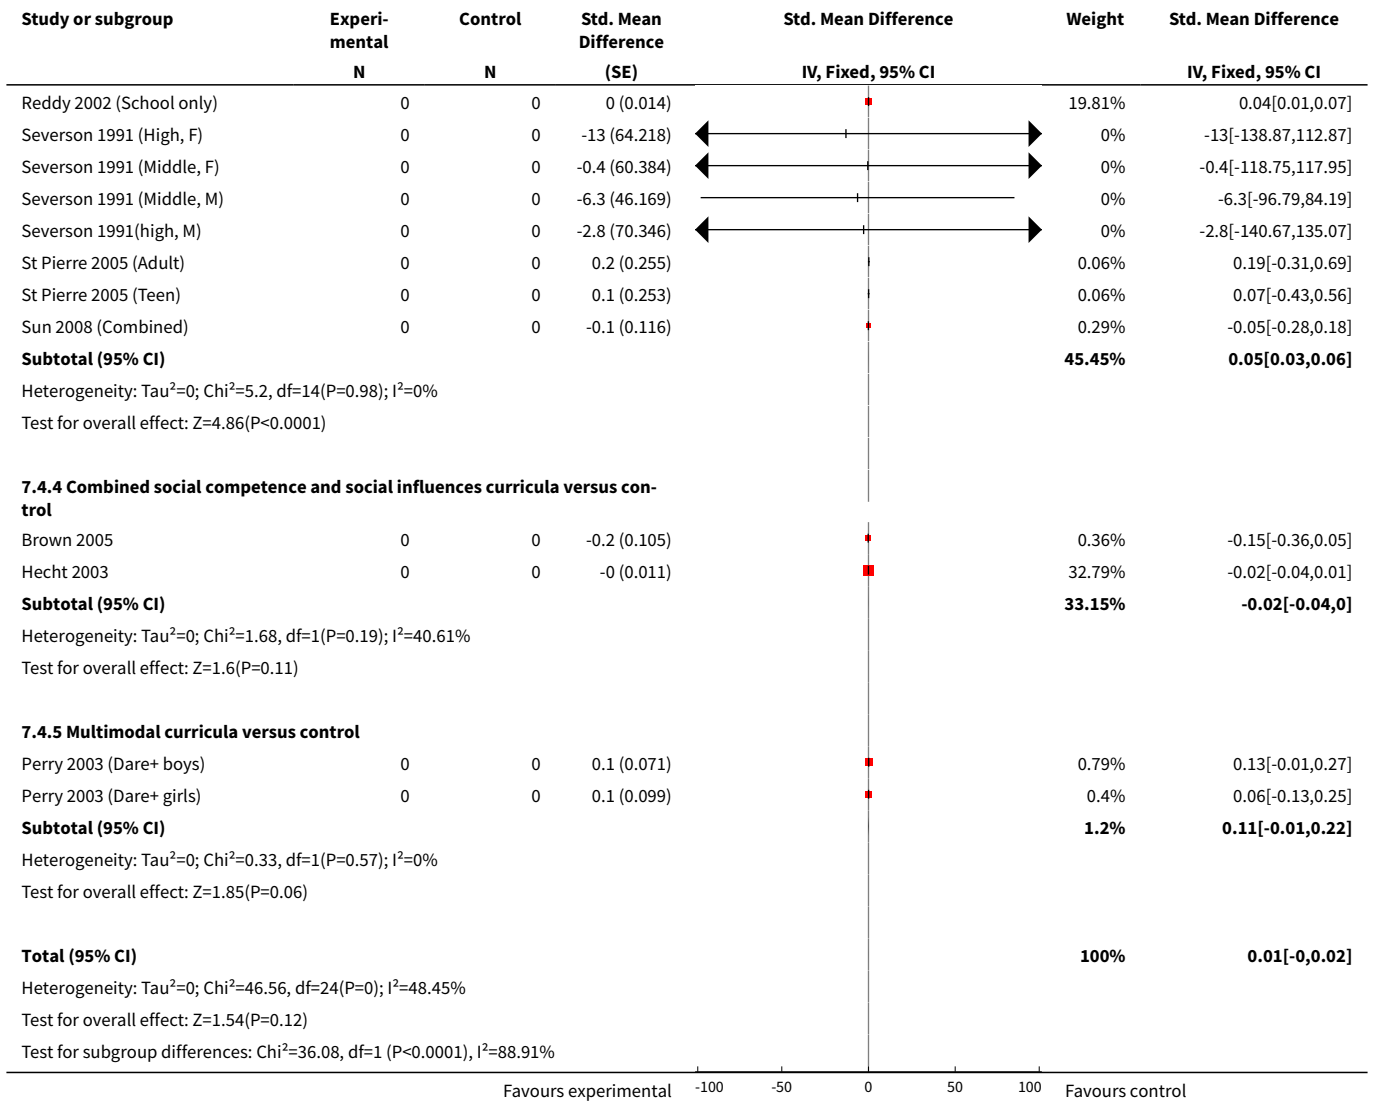 Study or subgroup Experi- Control Std. Mean Std. Mean Difference Weight Std. Mean Difference
mental Difference
N N (SE) IV, Fixed, 95% CI IV, Fixed, 95% CI
Reddy 2002 (School only) 0 0 0 (0.014) 19.81% 0.04[0.01,0.07]
Severson 1991 (High, F) 0 0 -13 (64.218) 0% -13[-138.87,112.87]
Severson 1991 (Middle, F) 0 0 -0.4 (60.384) 0% -0.4[-118.75,117.95]
Severson 1991 (Middle, M) 0 0 -6.3 (46.169) 0% -6.3[-96.79,84.19]
Severson 1991(high, M) 0 0 -2.8 (70.346) 0% -2.8[-140.67,135.07]
St Pierre 2005 (Adult) 0 0 0.2 (0.255) 0.06% 0.19[-0.31,0.69]
St Pierre 2005 (Teen) 0 0 0.1 (0.253) 0.06% 0.07[-0.43,0.56]
Sun 2008 (Combined) 0 0 -0.1 (0.116) 0.29% -0.05[-0.28,0.18]
Subtotal (95% CI) 45.45% 0.05[0.03,0.06]
Heterogeneity: Tau²=0; Chi²=5.2, df=14(P=0.98); I²=0%
Test for overall effect: Z=4.86(P<0.0001)
7.4.4 Combined social competence and social influences curricula versus con-
trol
Brown 2005 0 0 -0.2 (0.105) 0.36% -0.15[-0.36,0.05]
Hecht 2003 0 0 -0 (0.011) 32.79% -0.02[-0.04,0.01]
Subtotal (95% CI) 33.15% -0.02[-0.04,0]
Heterogeneity: Tau²=0; Chi²=1.68, df=1(P=0.19); I²=40.61%
Test for overall effect: Z=1.6(P=0.11)
7.4.5 Multimodal curricula versus control
Perry 2003 (Dare+ boys) 0 0 0.1 (0.071) 0.79% 0.13[-0.01,0.27]
Perry 2003 (Dare+ girls) 0 0 0.1 (0.099) 0.4% 0.06[-0.13,0.25]
Subtotal (95% CI) 1.2% 0.11[-0.01,0.22]
Heterogeneity: Tau²=0; Chi²=0.33, df=1(P=0.57); I²=0%
Test for overall effect: Z=1.85(P=0.06)
Total (95% CI) 100% 0.01[-0,0.02]
Heterogeneity: Tau²=0; Chi²=46.56, df=24(P=0); I²=48.45%
Test for overall effect: Z=1.54(P=0.12)
Test for subgroup differences: Chi²=36.08, df=1 (P<0.0001), I²=88.91%
Favours experimental -100 -50 0 50 100 Favours control